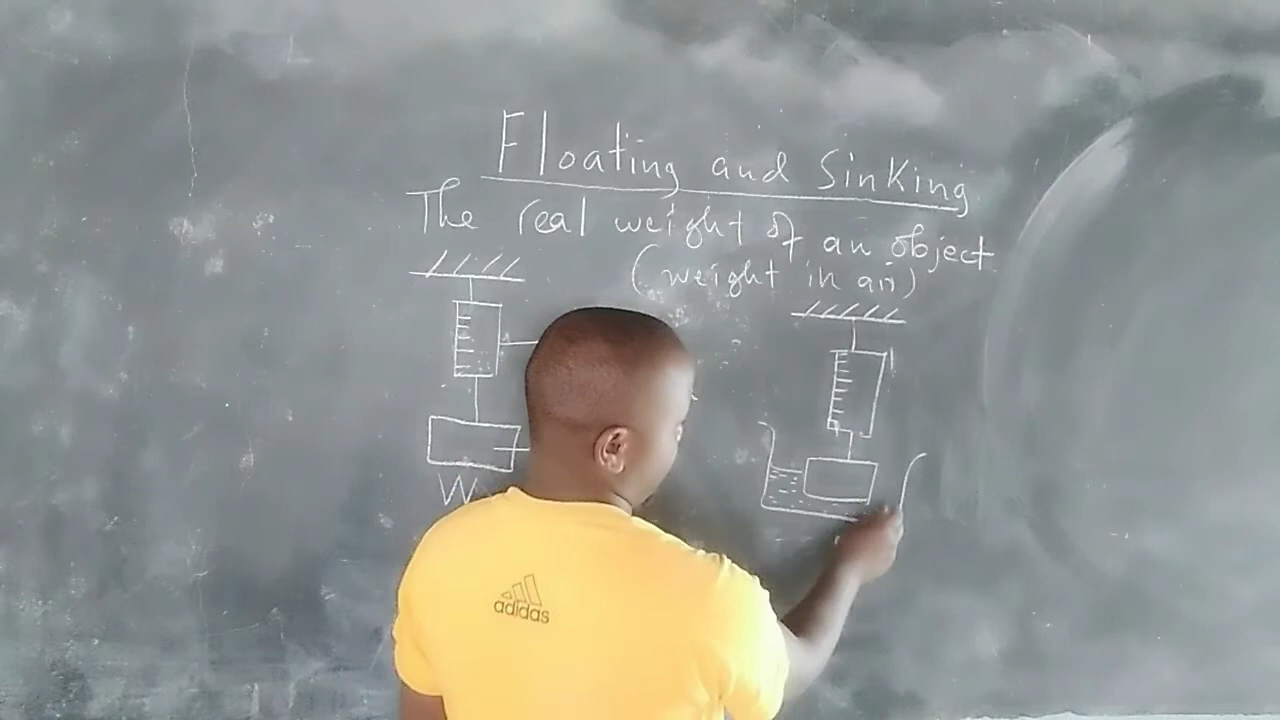 Floating and Sinking
The real weight of an object
(weight in air)
W
adidas